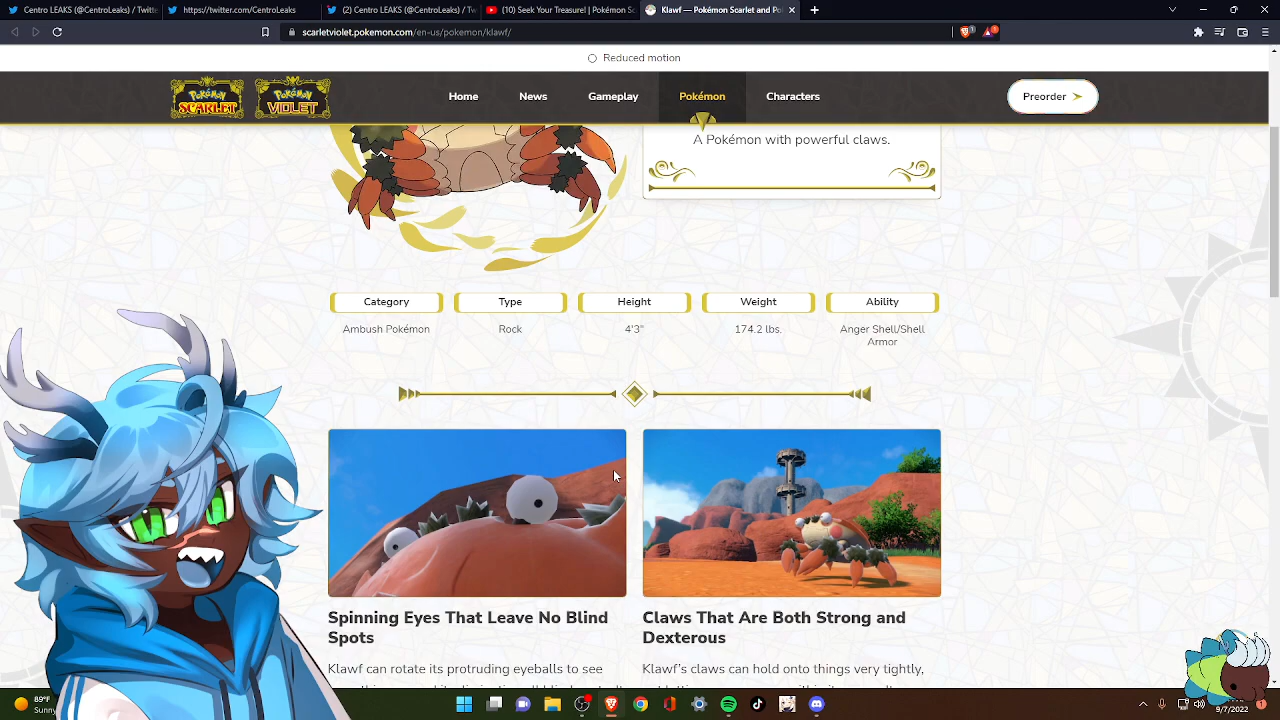 Centro LEAKS (@CentroLeaks) / Twitte
https://twitter.com/CentroLeaks
(2) Centro LEAKS (@CentroLeaks) / Tw
(10) Seek Your Treasure! | Pokémon Sc
Klawf — Pokémon Scarlet and Po
scarletviolet.pokemon.com/en-us/pokemon/klawf/
Reduced motion
POKÉMON SCARLET
POKÉMON VIOLET
Home
News
Gameplay
Pokémon
Characters
Preorder
A Pokémon with powerful claws.
Category
Type
Height
Weight
Ability
Ambush Pokémon
Rock
4'3"
174.2 lbs.
Anger Shell/Shell
Armor
Spinning Eyes That Leave No Blind
Spots
Claws That Are Both Strong and
Dexterous
Klawf can rotate its protruding eyeballs to see
Klawf's claws can hold onto things very tightly,
89°F
Sunny
9/7/2022